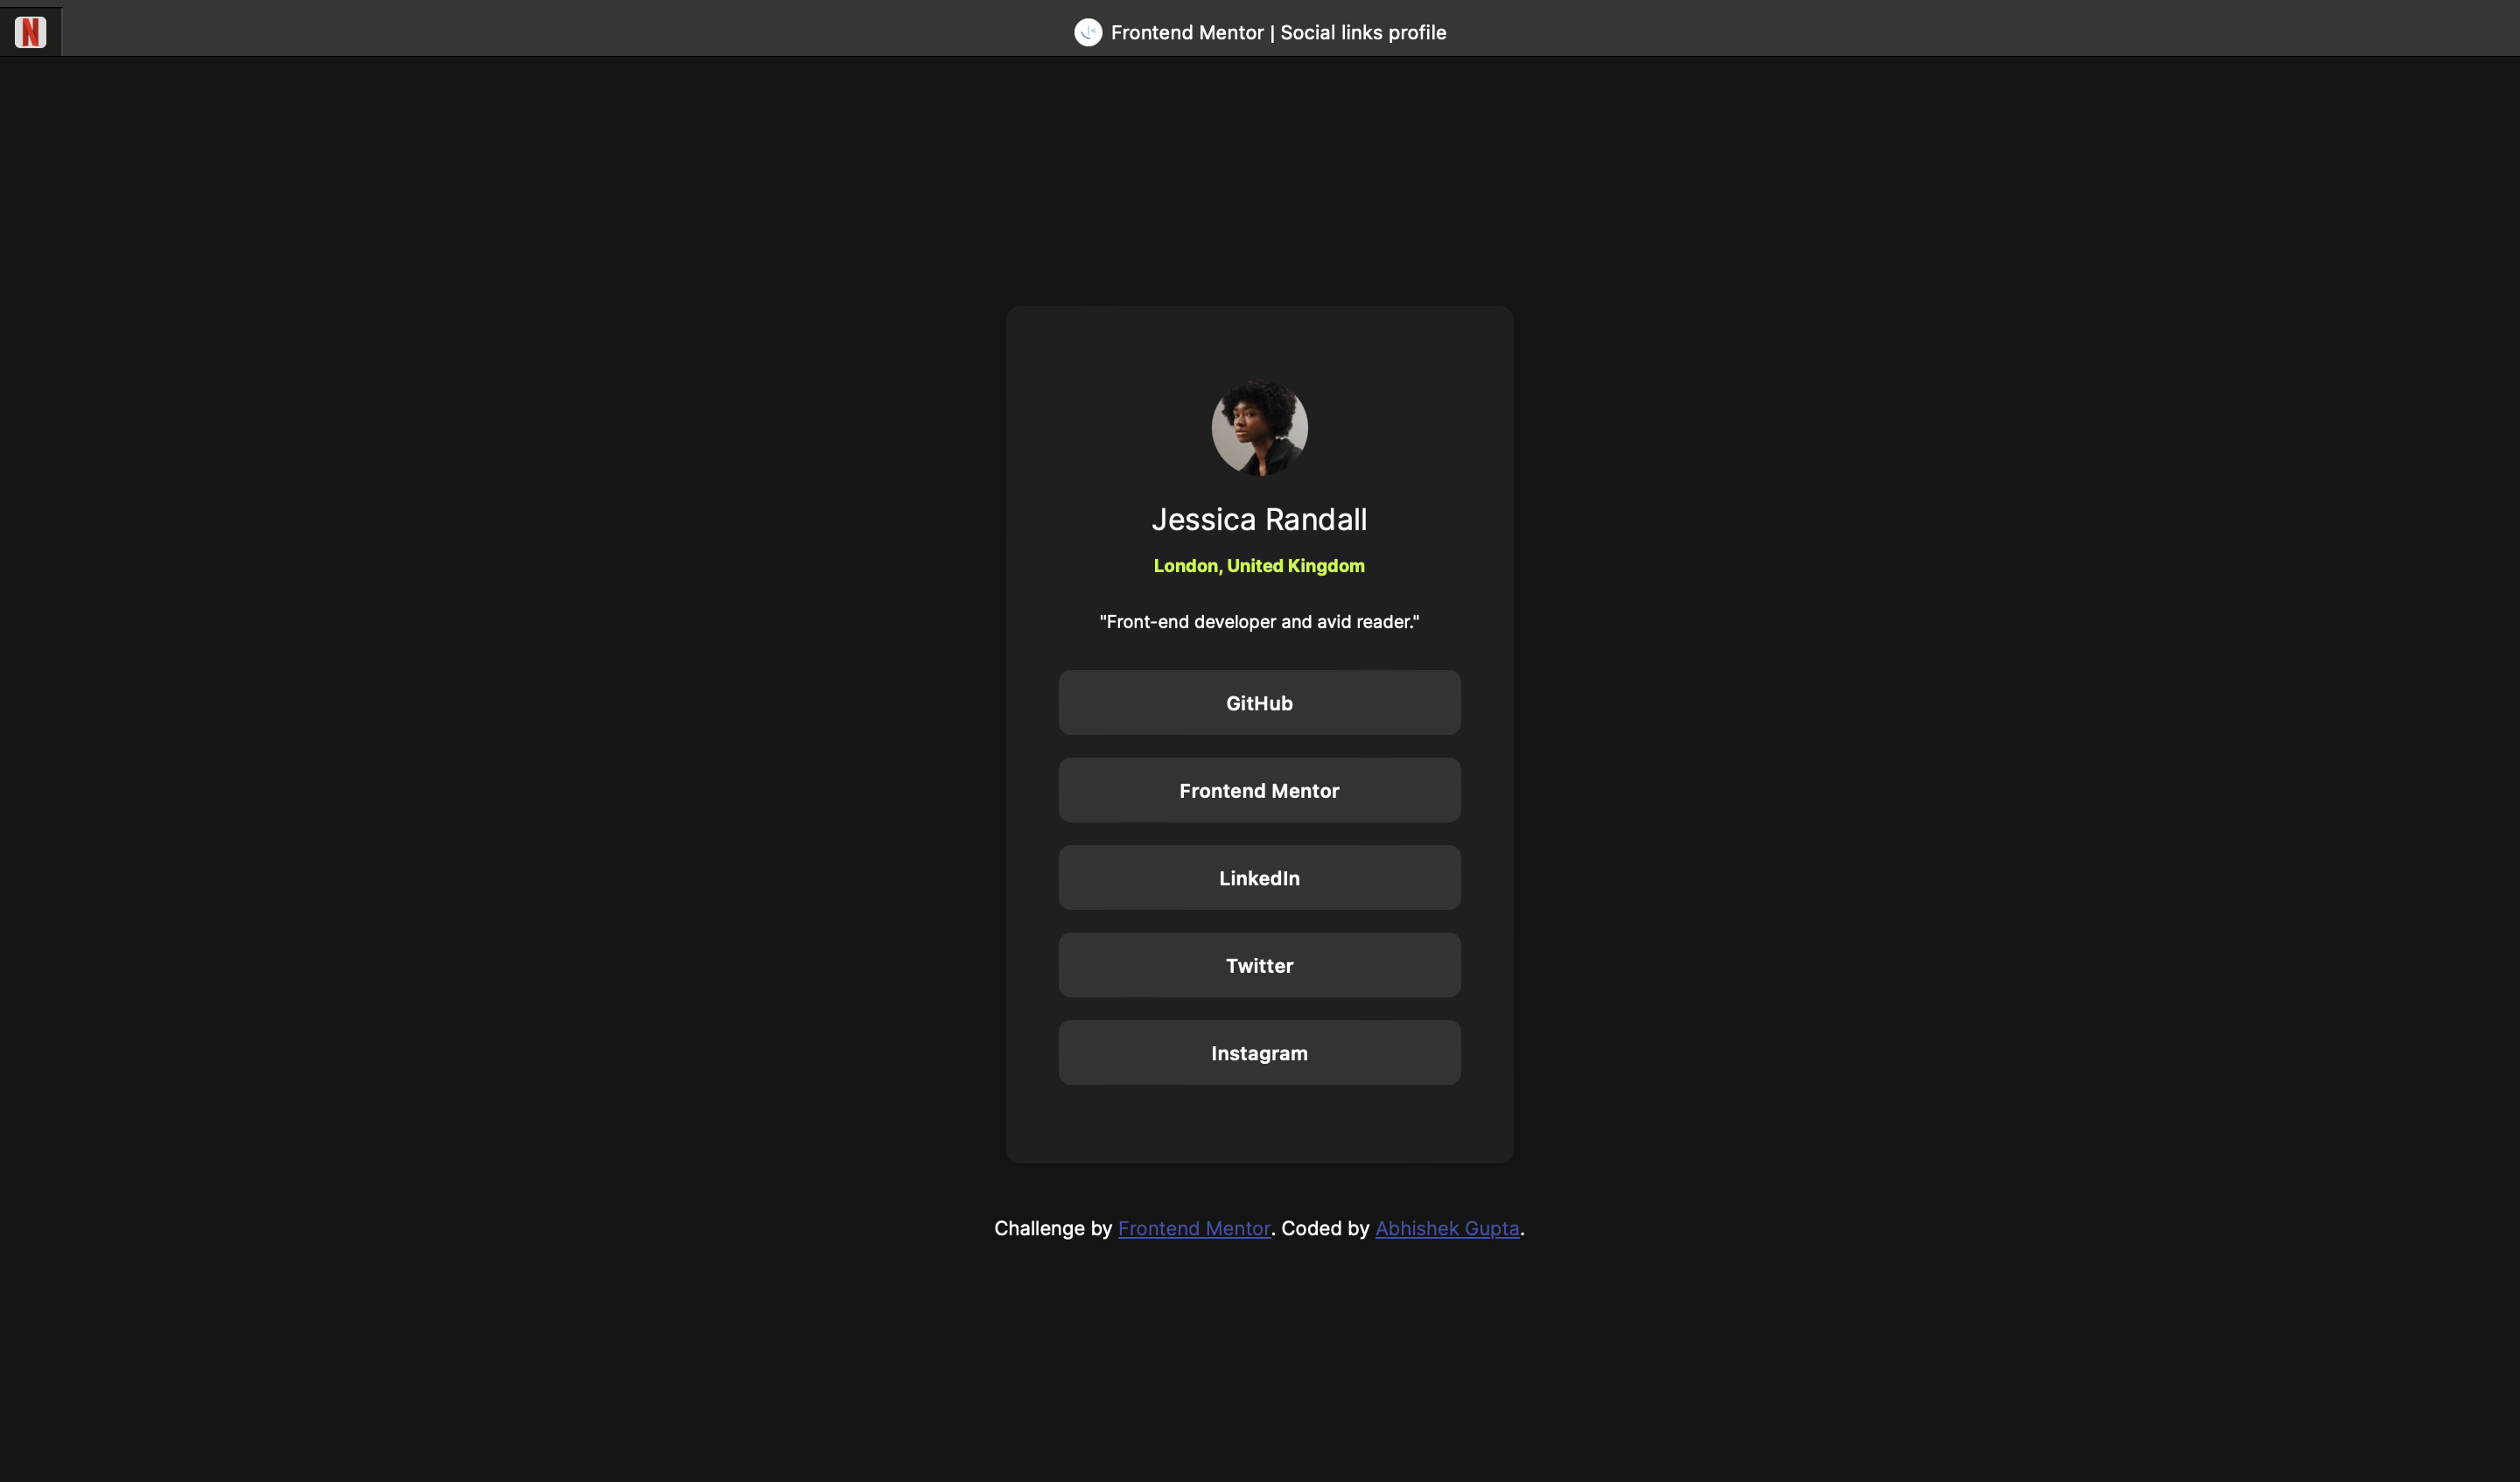 N
Frontend Mentor | Social links profile
Jessica Randall
London, United Kingdom
"Front-end developer and avid reader."
GitHub
Frontend Mentor
LinkedIn
Twitter
Instagram
Challenge by Frontend Mentor. Coded by Abhishek Gupta.